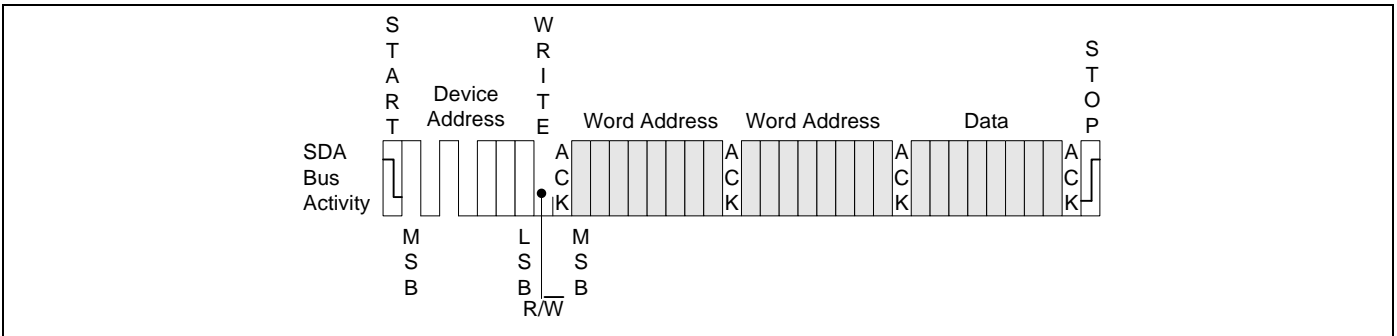 START
WRITE
STOP
Device
Address
Word Address
Word Address
Data
SDA
Bus
Activity
ACK
ACK
ACK
ACK
MSB
LSB
MSB
R/W̅